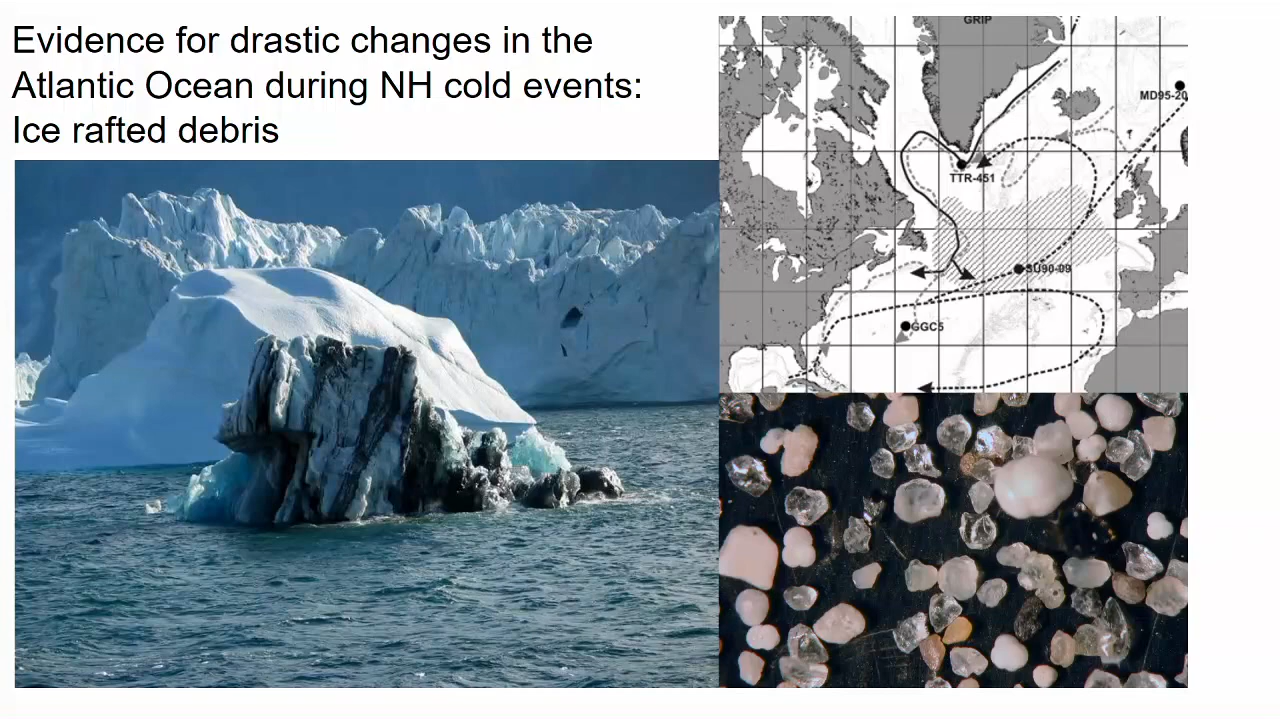 Evidence for drastic changes in the
Atlantic Ocean during NH cold events:
Ice rafted debris
GRIP
MD95-20
TTR-451
SU90-09
GGC5